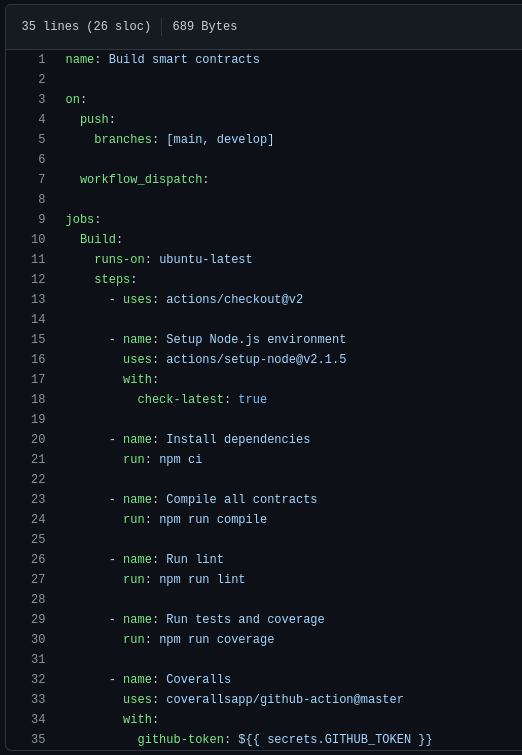 35 lines (26 sloc) 689 Bytes
1 name: Build smart contracts
2
3 on:
4   push:
5     branches: [main, develop]
6
7   workflow_dispatch:
8
9 jobs:
10   Build:
11     runs-on: ubuntu-latest
12     steps:
13       - uses: actions/checkout@v2
14
15       - name: Setup Node.js environment
16         uses: actions/setup-node@v2.1.5
17         with:
18           check-latest: true
19
20       - name: Install dependencies
21         run: npm ci
22
23       - name: Compile all contracts
24         run: npm run compile
25
26       - name: Run lint
27         run: npm run lint
28
29       - name: Run tests and coverage
30         run: npm run coverage
31
32       - name: Coveralls
33         uses: coverallsapp/github-action@master
34         with:
35           github-token: ${{ secrets.GITHUB_TOKEN }}